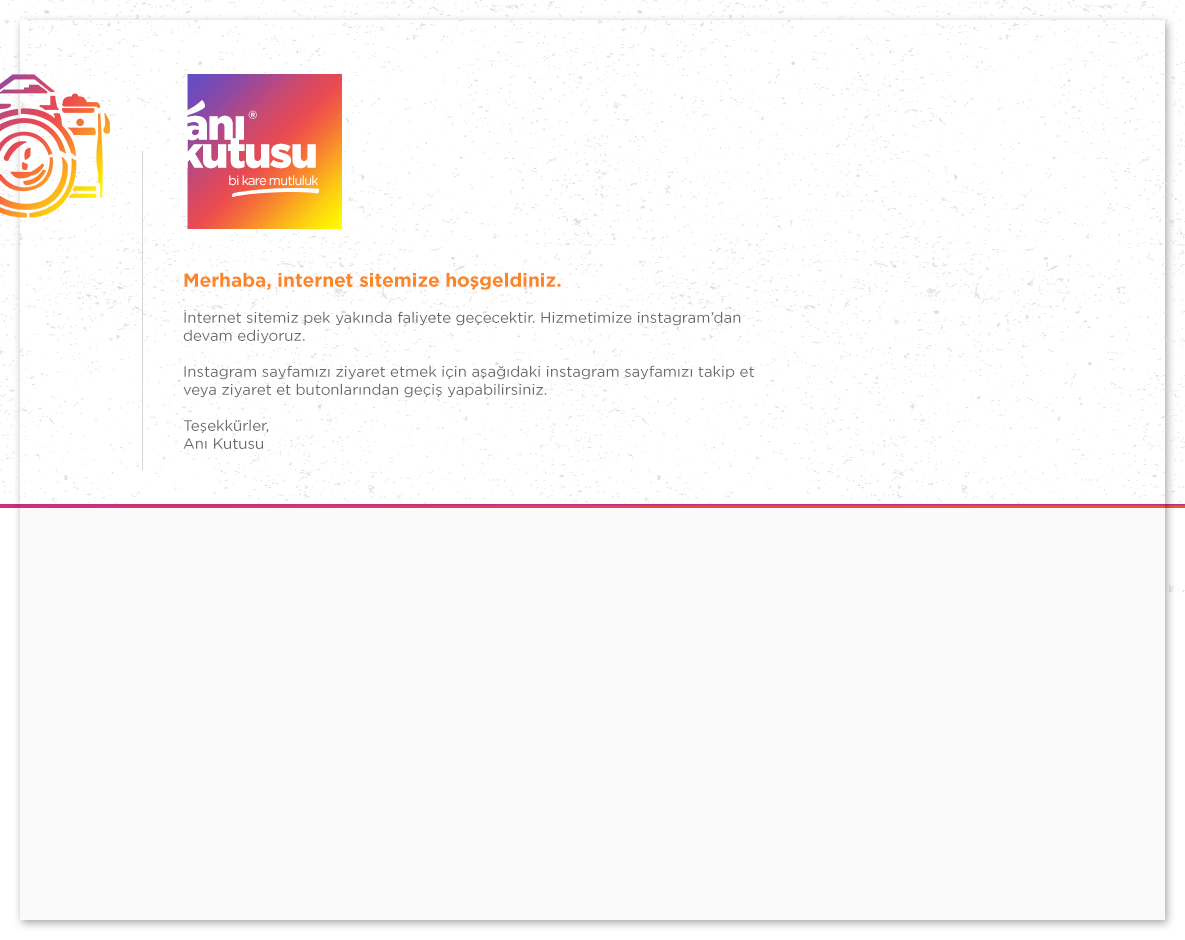 anı®
kutusu
bi kare mutluluk
Merhaba, internet sitemize hoşgeldiniz.
İnternet sitemiz pek yakında faliyete geçecektir. Hizmetimize instagram’dan
devam ediyoruz.
Instagram sayfamızı ziyaret etmek için aşağıdaki instagram sayfamızı takip et
veya ziyaret et butonlarından geçiş yapabilirsiniz.
Teşekkürler,
Anı Kutusu